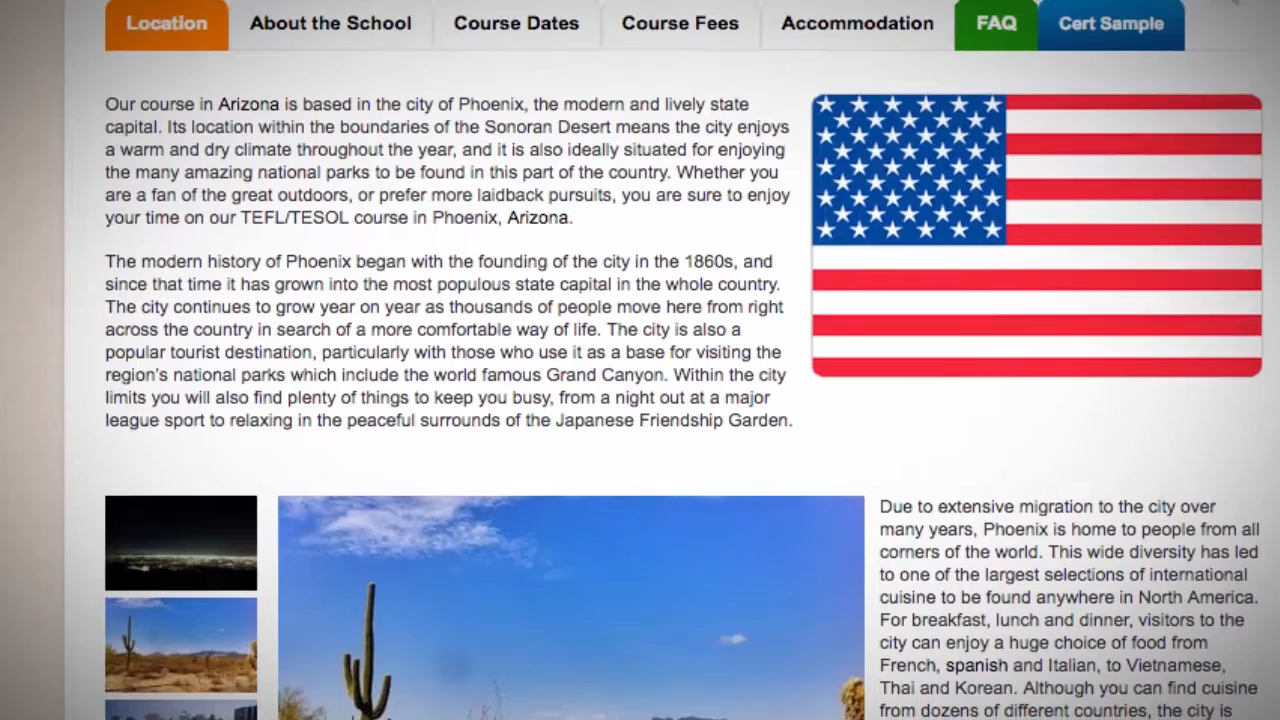 Location About the School Course Dates Course Fees Accommodation FAQ Cert Sample
Our course in Arizona is based in the city of Phoenix, the modern and lively state
capital. Its location within the boundaries of the Sonoran Desert means the city enjoys
a warm and dry climate throughout the year, and it is also ideally situated for enjoying
the many amazing national parks to be found in this part of the country. Whether you
are a fan of the great outdoors, or prefer more laidback pursuits, you are sure to enjoy
your time on our TEFL/TESOL course in Phoenix, Arizona.
The modern history of Phoenix began with the founding of the city in the 1860s, and
since that time it has grown into the most populous state capital in the whole country.
The city continues to grow year on year as thousands of people move here from right
across the country in search of a more comfortable way of life. The city is also a
popular tourist destination, particularly with those who use it as a base for visiting the
region's national parks which include the world famous Grand Canyon. Within the city
limits you will also find plenty of things to keep you busy, from a night out at a major
league sport to relaxing in the peaceful surrounds of the Japanese Friendship Garden.
Due to extensive migration to the city over
many years, Phoenix is home to people from all
corners of the world. This wide diversity has led
to one of the largest selections of international
cuisine to be found anywhere in North America.
For breakfast, lunch and dinner, visitors to the
city can enjoy a huge choice of food from
French, spanish and Italian, to Vietnamese,
Thai and Korean. Although you can find cuisine
from dozens of different countries, the city is